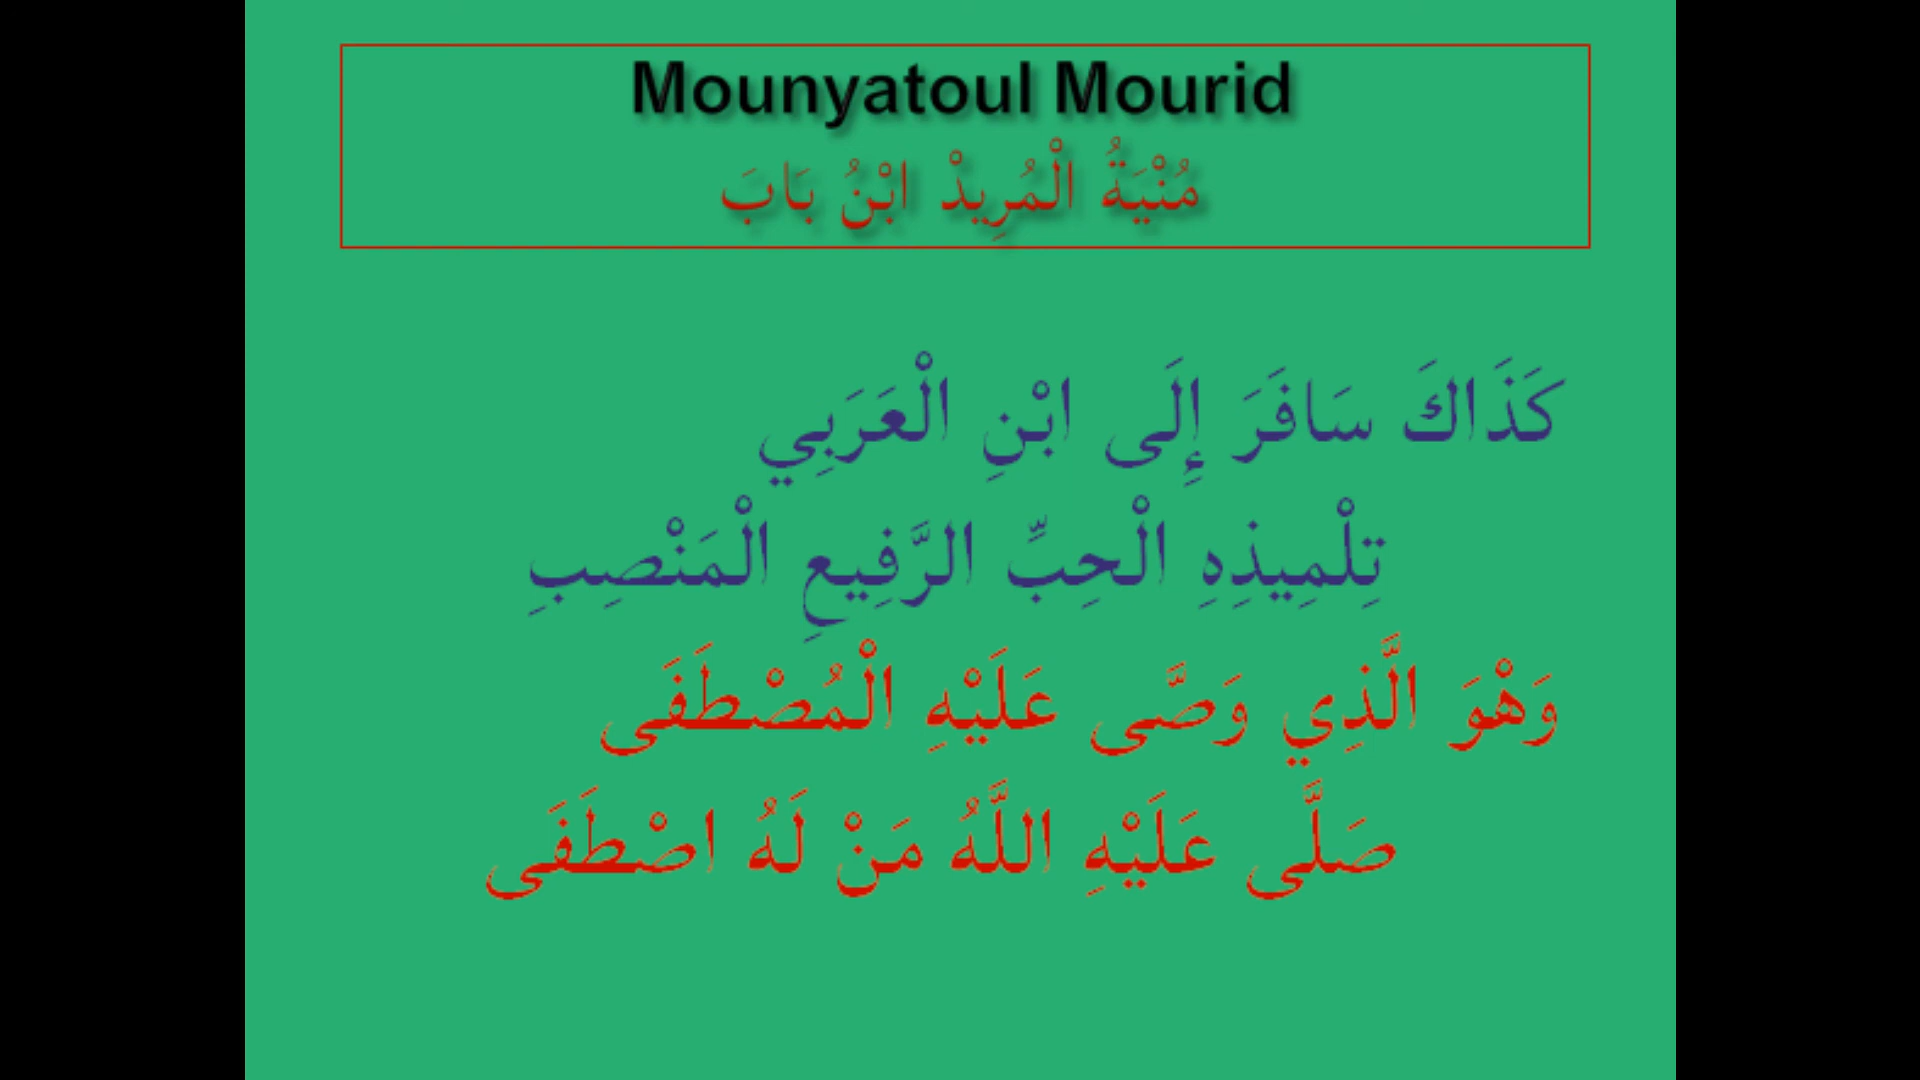 Mounyatoul Mourid
مُنْيَةُ الْمُرِيدْ ابْنُ بَابَ
كَذَاكَ سَافَرَ إِلَى ابْنِ الْعَرَبِي
تِلْمِيذِهِ الْحِبِّ الرَّفِيعِ الْمَنْصِبِ
وَهْوَ الَّذِي وَصَّى عَلَيْهِ الْمُصْطَفَى
صَلَّى عَلَيْهِ اللَّهُ مَنْ لَهُ اصْطَفَى